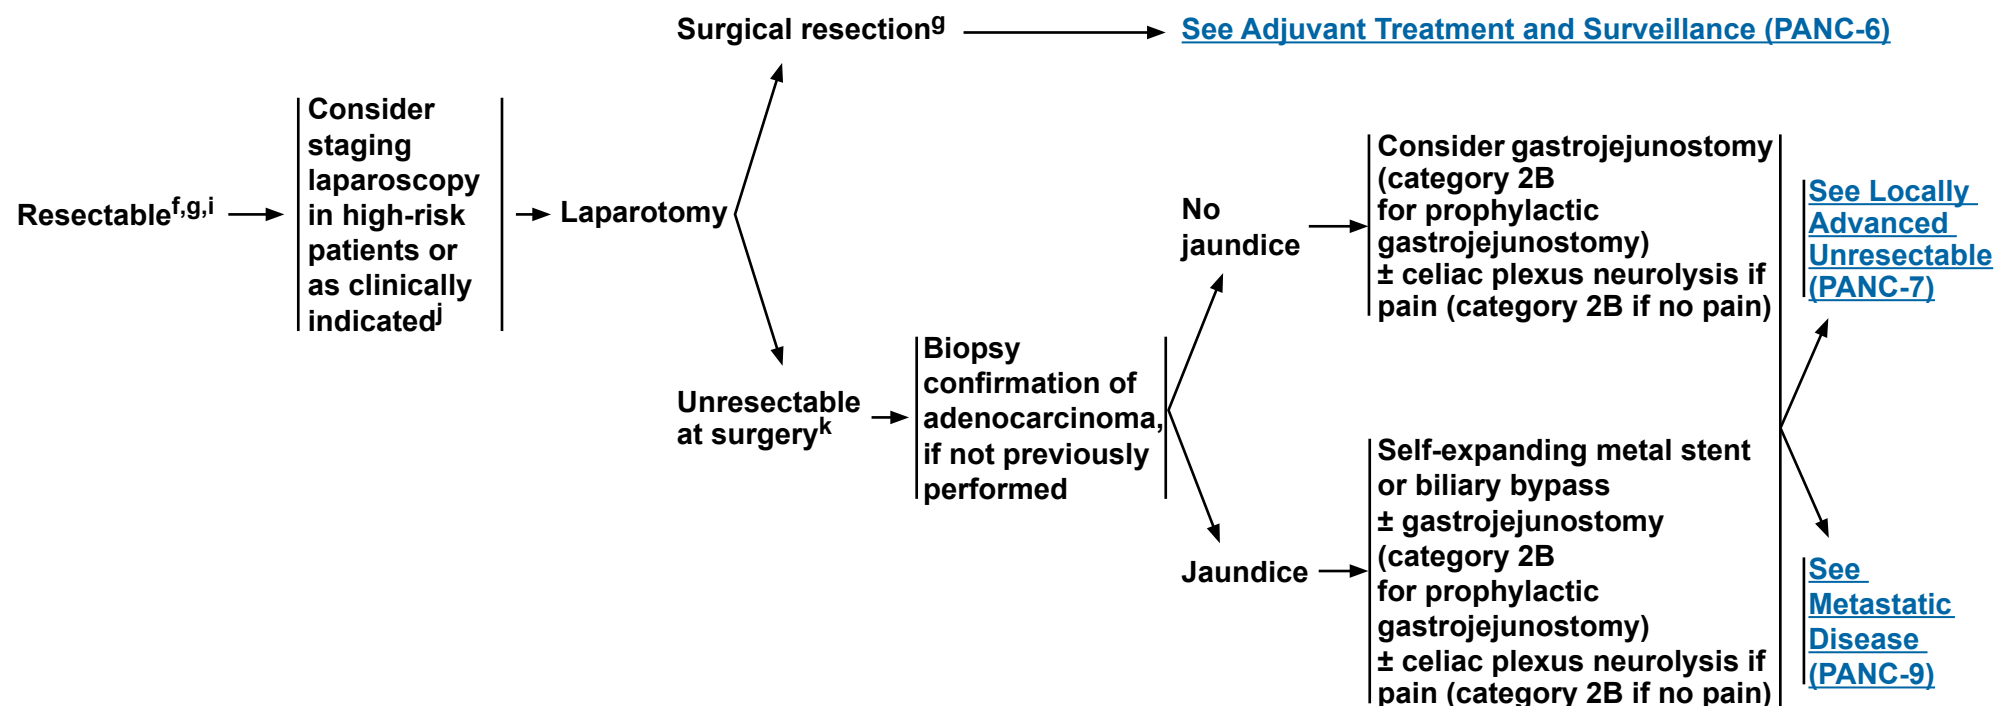 Surgical resectionᵍ
See Adjuvant Treatment and Surveillance (PANC-6)
Resectableᶠ,ᵍ,ⁱ
Consider
staging
laparoscopy
in high-risk
patients or
as clinically
indicatedʲ
Laparotomy
Unresectable
at surgeryᵏ
Biopsy
confirmation of
adenocarcinoma,
if not previously
performed
No
jaundice
Consider gastrojejunostomy
(category 2B
for prophylactic
gastrojejunostomy)
± celiac plexus neurolysis if
pain (category 2B if no pain)
Jaundice
Self-expanding metal stent
or biliary bypass
± gastrojejunostomy
(category 2B
for prophylactic
gastrojejunostomy)
± celiac plexus neurolysis if
pain (category 2B if no pain)
See Locally
Advanced
Unresectable
(PANC-7)
See
Metastatic
Disease
(PANC-9)